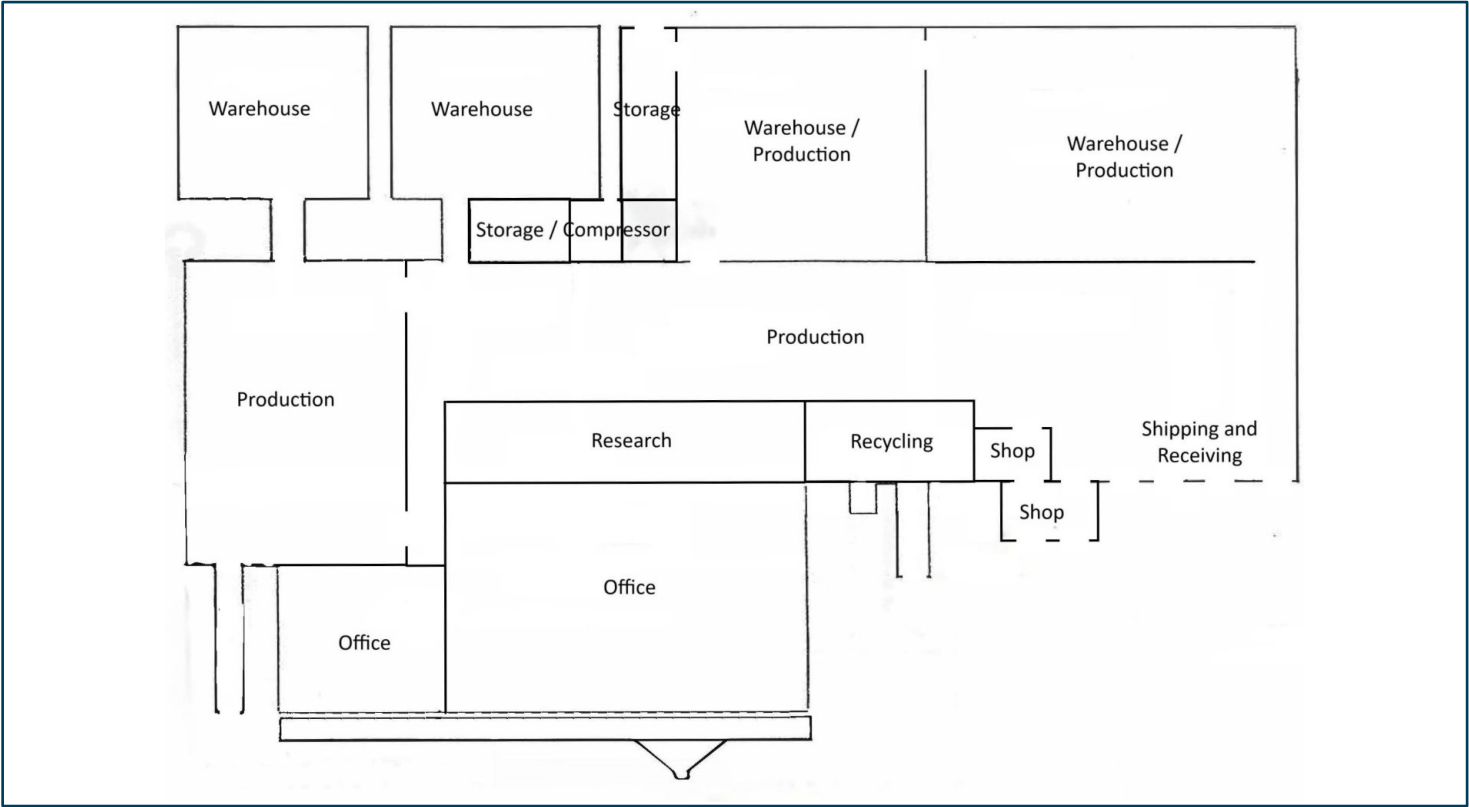 Warehouse
Warehouse
Storage
Warehouse /
Production
Warehouse /
Production
Storage / Compressor
Production
Production
Research
Recycling
Shop
Shipping and
Receiving
Shop
Office
Office